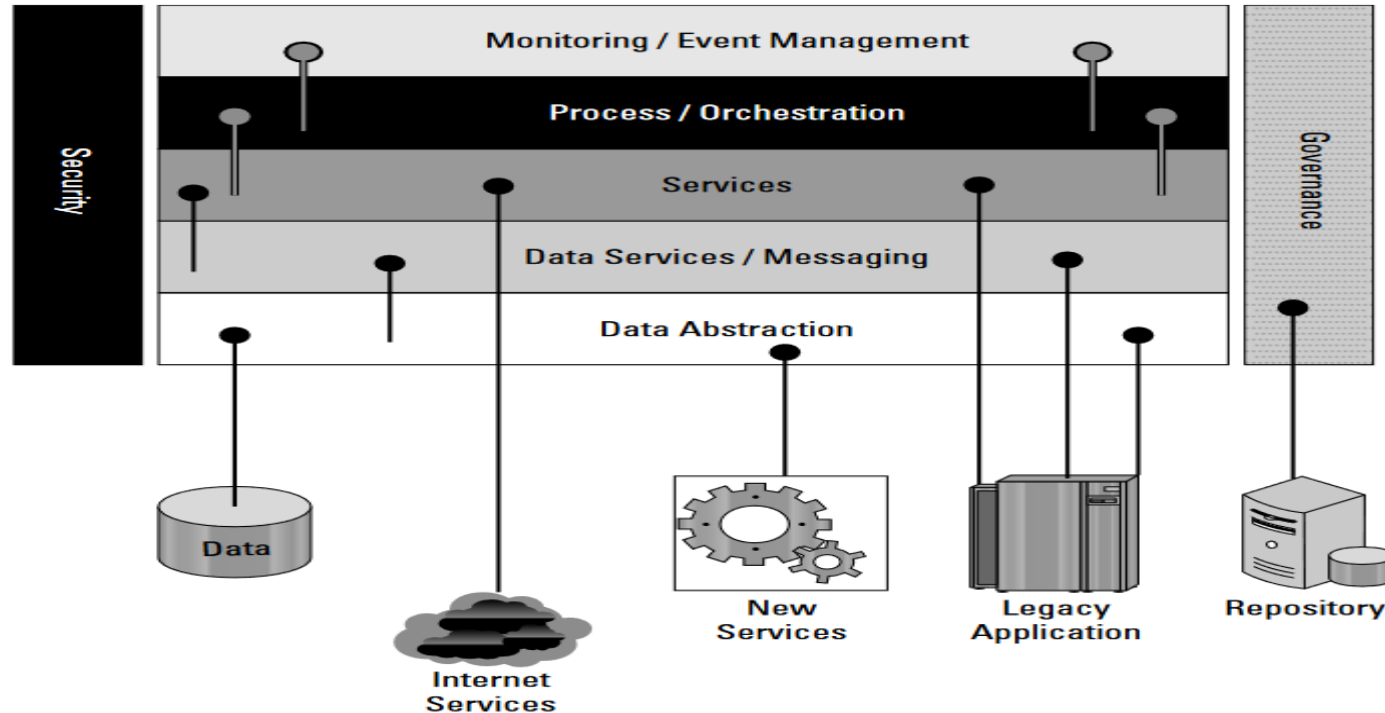 Monitoring / Event Management
Process / Orchestration
Services
Data Services / Messaging
Data Abstraction
Security
Governance
Data
Internet
Services
New
Services
Legacy
Application
Repository